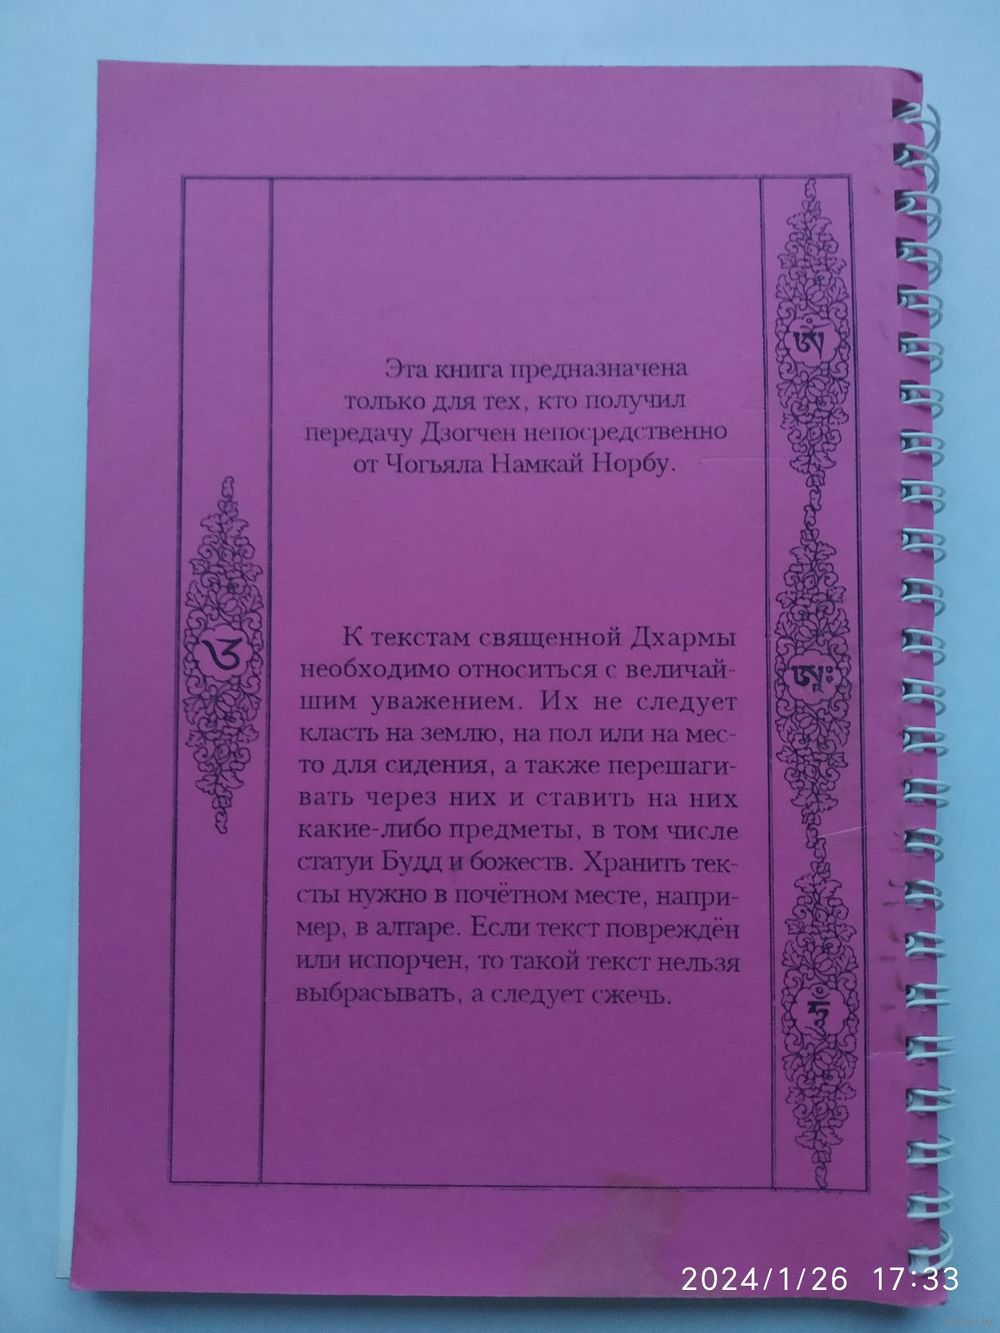 Эта книга предназначена
только для тех, кто получил
передачу Дзогчен непосредственно
от Чогьяла Намкай Норбу.
К текстам священной Дхармы
необходимо относиться с величай-
шим уважением. Их не следует
класть на землю, на пол или на мес-
то для сидения, а также перешаги-
вать через них и ставить на них
какие-либо предметы, в том числе
статуи Будд и божеств. Хранить тек-
сты нужно в почётном месте, напри-
мер, в алтаре. Если текст повреждён
или испорчен, то такой текст нельзя
выбрасывать, а следует сжечь.
ༀ
ཨཱཿ
2024/1/26 17:33